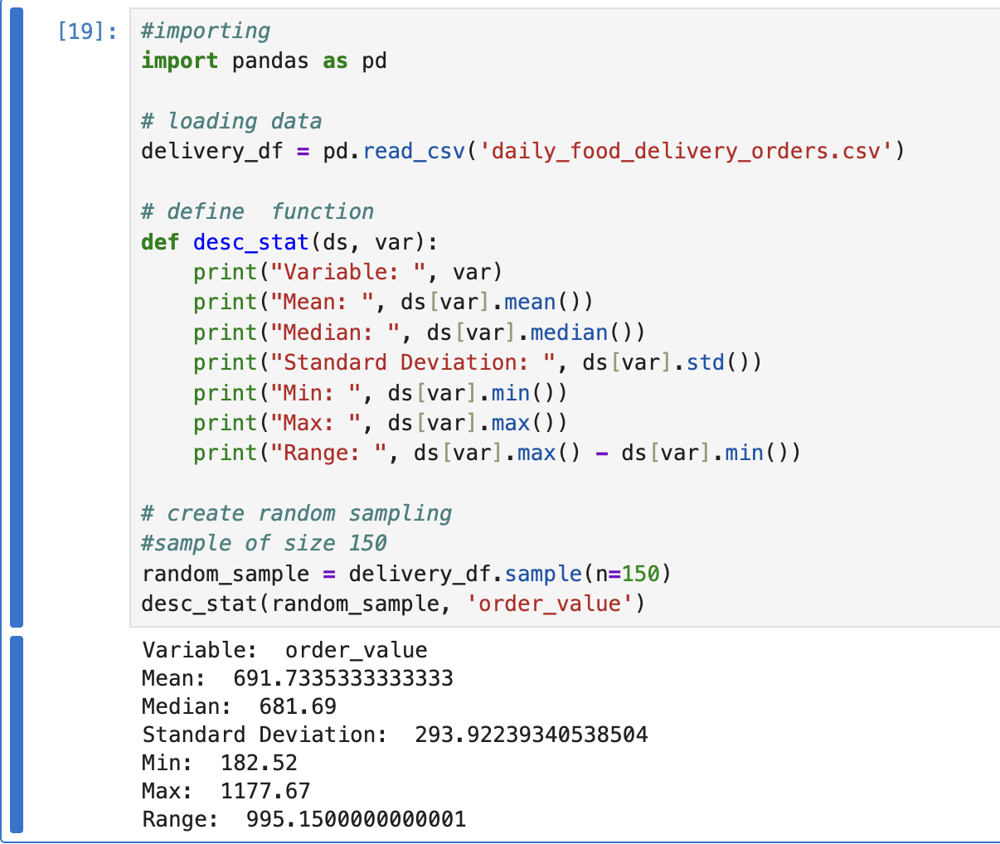 [19]: #importing
import pandas as pd
# loading data
delivery_df = pd.read_csv('daily_food_delivery_orders.csv')
# define  function
def desc_stat(ds, var):
    print("Variable: ", var)
    print("Mean: ", ds[var].mean())
    print("Median: ", ds[var].median())
    print("Standard Deviation: ", ds[var].std())
    print("Min: ", ds[var].min())
    print("Max: ", ds[var].max())
    print("Range: ", ds[var].max() - ds[var].min())
# create random sampling
#sample of size 150
random_sample = delivery_df.sample(n=150)
desc_stat(random_sample, 'order_value')
Variable:  order_value
Mean:  691.7335333333333
Median:  681.69
Standard Deviation:  293.92239340538504
Min:  182.52
Max:  1177.67
Range:  995.1500000000001